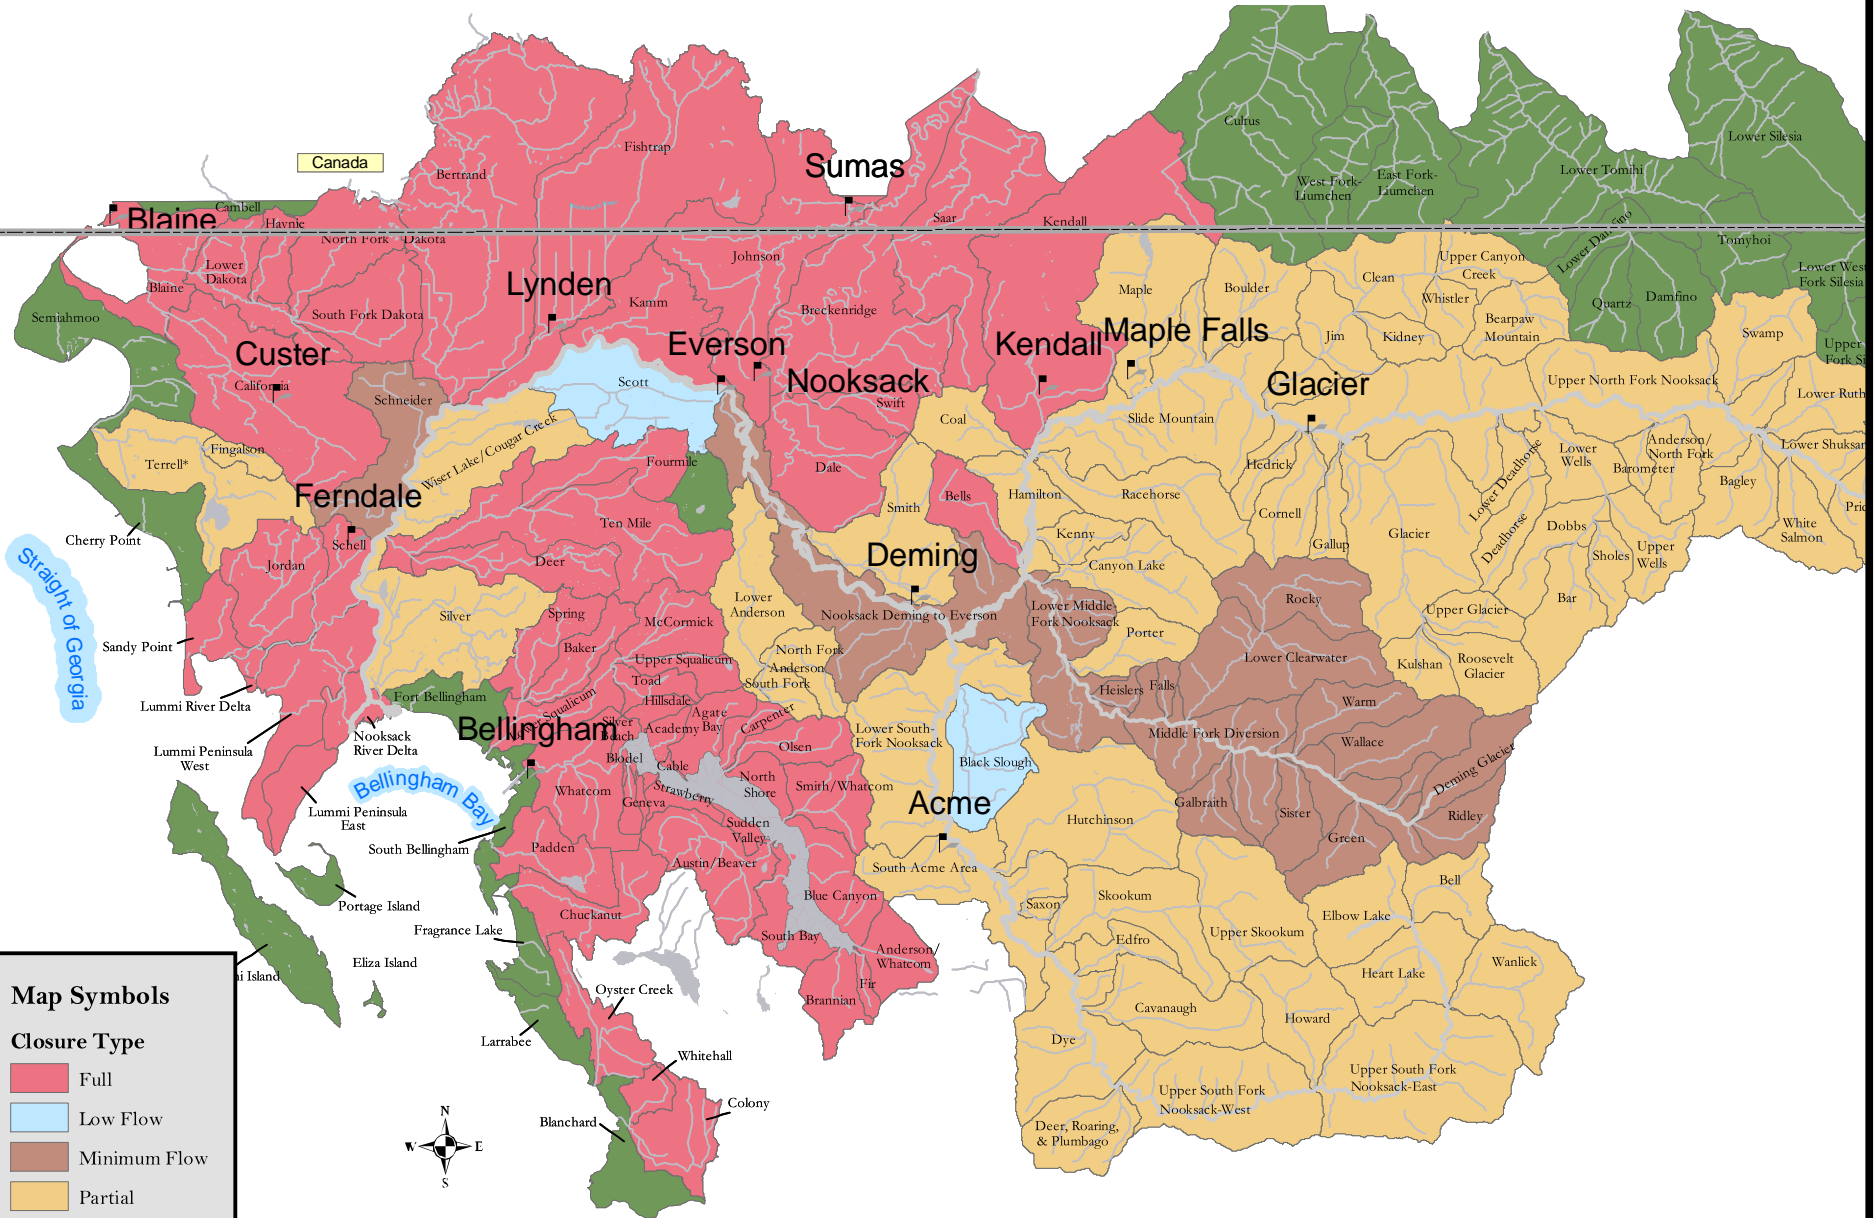 Canada
Sumas
Blaine
Lynden
Custer
Everson
Nooksack
Kendall
Maple Falls
Glacier
Ferndale
Deming
Bellingham
Acme
Straight of Georgia
Bellingham Bay
Cultus
West Fork-
Liumchen
East Fork-
Liumchen
Lower Tomihi
Lower Silesia
Fishtrap
Bertrand
Cambell
Haynie
North Fork
Dakota
Saar
Kendall
Tomyhoi
Lower West
Fork Silesia
Quartz
Damfino
Upper
Johnson
Lower
Dakota
Blaine
Semiahmoo
South Fork Dakota
Kamm
Breckenridge
Maple
Boulder
Clean
Upper Canyon
Creek
Whistler
Bearpaw
Mountain
Jim
Kidney
Swamp
California
Schneider
Scott
Swift
Coal
Slide Mountain
Upper North Fork Nooksack
Lower Ruth
Lower Shuksan
Wiser Lake/Cougar Creek
Terrell*
Fingalson
Fourmile
Dale
Bells
Smith
Hamilton
Racehorse
Hedrick
Cornell
Gallup
Glacier
Lower Deadhorse
Deadhorse
Lower
Wells
Anderson/
North Fork
Barometer
Bagley
White
Salmon
Dobbs
Sholes
Upper
Wells
Bar
Cherry Point
Schell
Jordan
Ten Mile
Deer
Kenny
Canyon Lake
Silver
Spring
McCormick
Lower
Anderson
Nooksack Deming to Everson
Lower Middle-
Fork Nooksack
Porter
Rocky
Upper Glacier
Kulshan
Roosevelt
Glacier
Sandy Point
Baker
Upper Squalicum
Toad
North Fork
Anderson
South Fork
Lower Clearwater
Heislers
Falls
Warm
Lummi River Delta
Fort Bellingham
Hillsdale
Silver
Beach
Academy
Agate
Bay
Carpenter
Olsen
Lower South-
Fork Nooksack
Middle Fork Diversion
Wallace
Deming Glacier
Nooksack
River Delta
Lummi Peninsula
West
Blodel
Cable
Strawberry
Geneva
Whatcom
North
Shore
Smith/Whatcom
Black Slough
Galbraith
Sister
Green
Ridley
Hutchinson
Lummi Peninsula
East
South Bellingham
Padden
Sudden
Valley
Austin/Beaver
South Acme Area
Portage Island
Chuckanut
Blue Canyon
South Bay
Anderson/
Whatcom
Fir
Brannian
Saxon
Skookum
Edfro
Upper Skookum
Elbow Lake
Bell
Heart Lake
Wanlick
Fragrance Lake
Eliza Island
Oyster Creek
Larrabee
Whitehall
Colony
Blanchard
Cavanaugh
Howard
Dye
Upper South Fork
Nooksack-West
Upper South Fork
Nooksack-East
Deer, Roaring,
& Plumbago
Map Symbols
Closure Type
Full
Low Flow
Minimum Flow
Partial
N
W
E
S